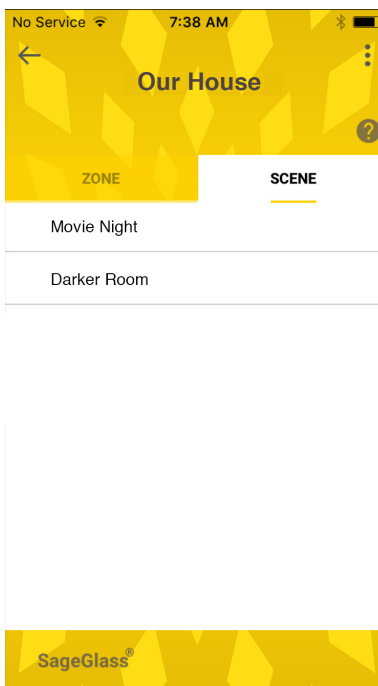 No Service 7:38 AM
Our House
?
ZONE SCENE
Movie Night
Darker Room
SageGlass®